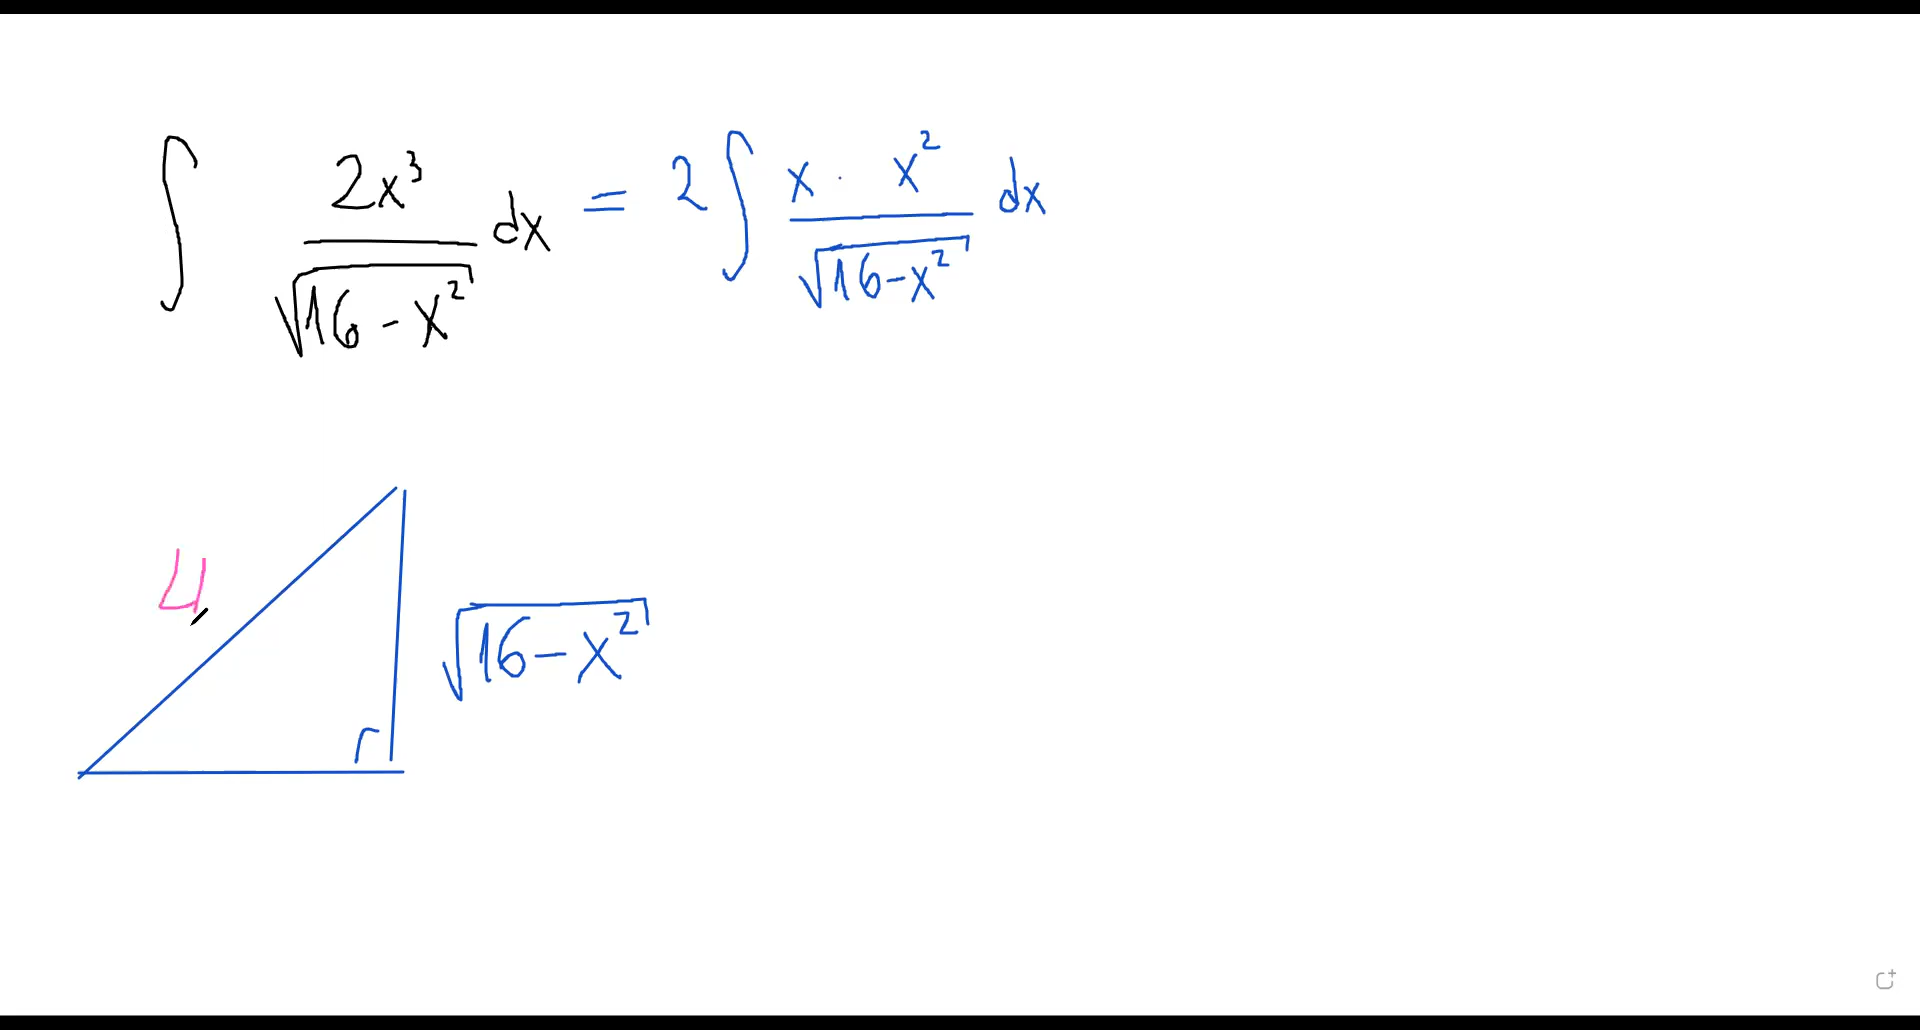 ∫ 2x³/√(16-x²) dx = 2∫ x · x²/√(16-x²) dx
4
√(16-x²)